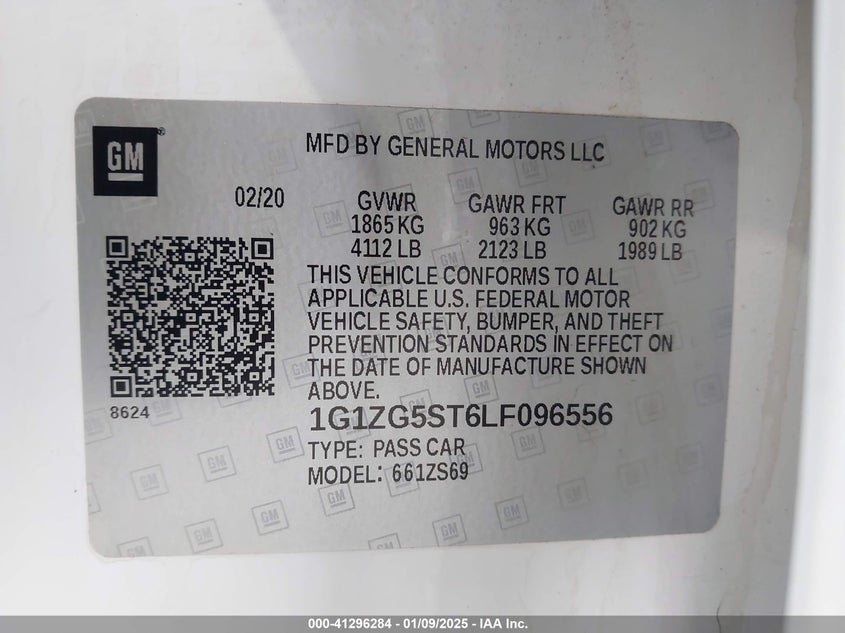 GM
MFD BY GENERAL MOTORS LLC
02/20
GVWR
1865 KG
4112 LB
GAWR FRT
963 KG
2123 LB
GAWR RR
902 KG
1989 LB
THIS VEHICLE CONFORMS TO ALL
APPLICABLE U.S. FEDERAL MOTOR
VEHICLE SAFETY, BUMPER, AND THEFT
PREVENTION STANDARDS IN EFFECT ON
THE DATE OF MANUFACTURE SHOWN
ABOVE.
8624
1G1ZG5ST6LF096556
TYPE: PASS CAR
MODEL: 661ZS69
000-41296284 - 01/09/2025 - IAA Inc.